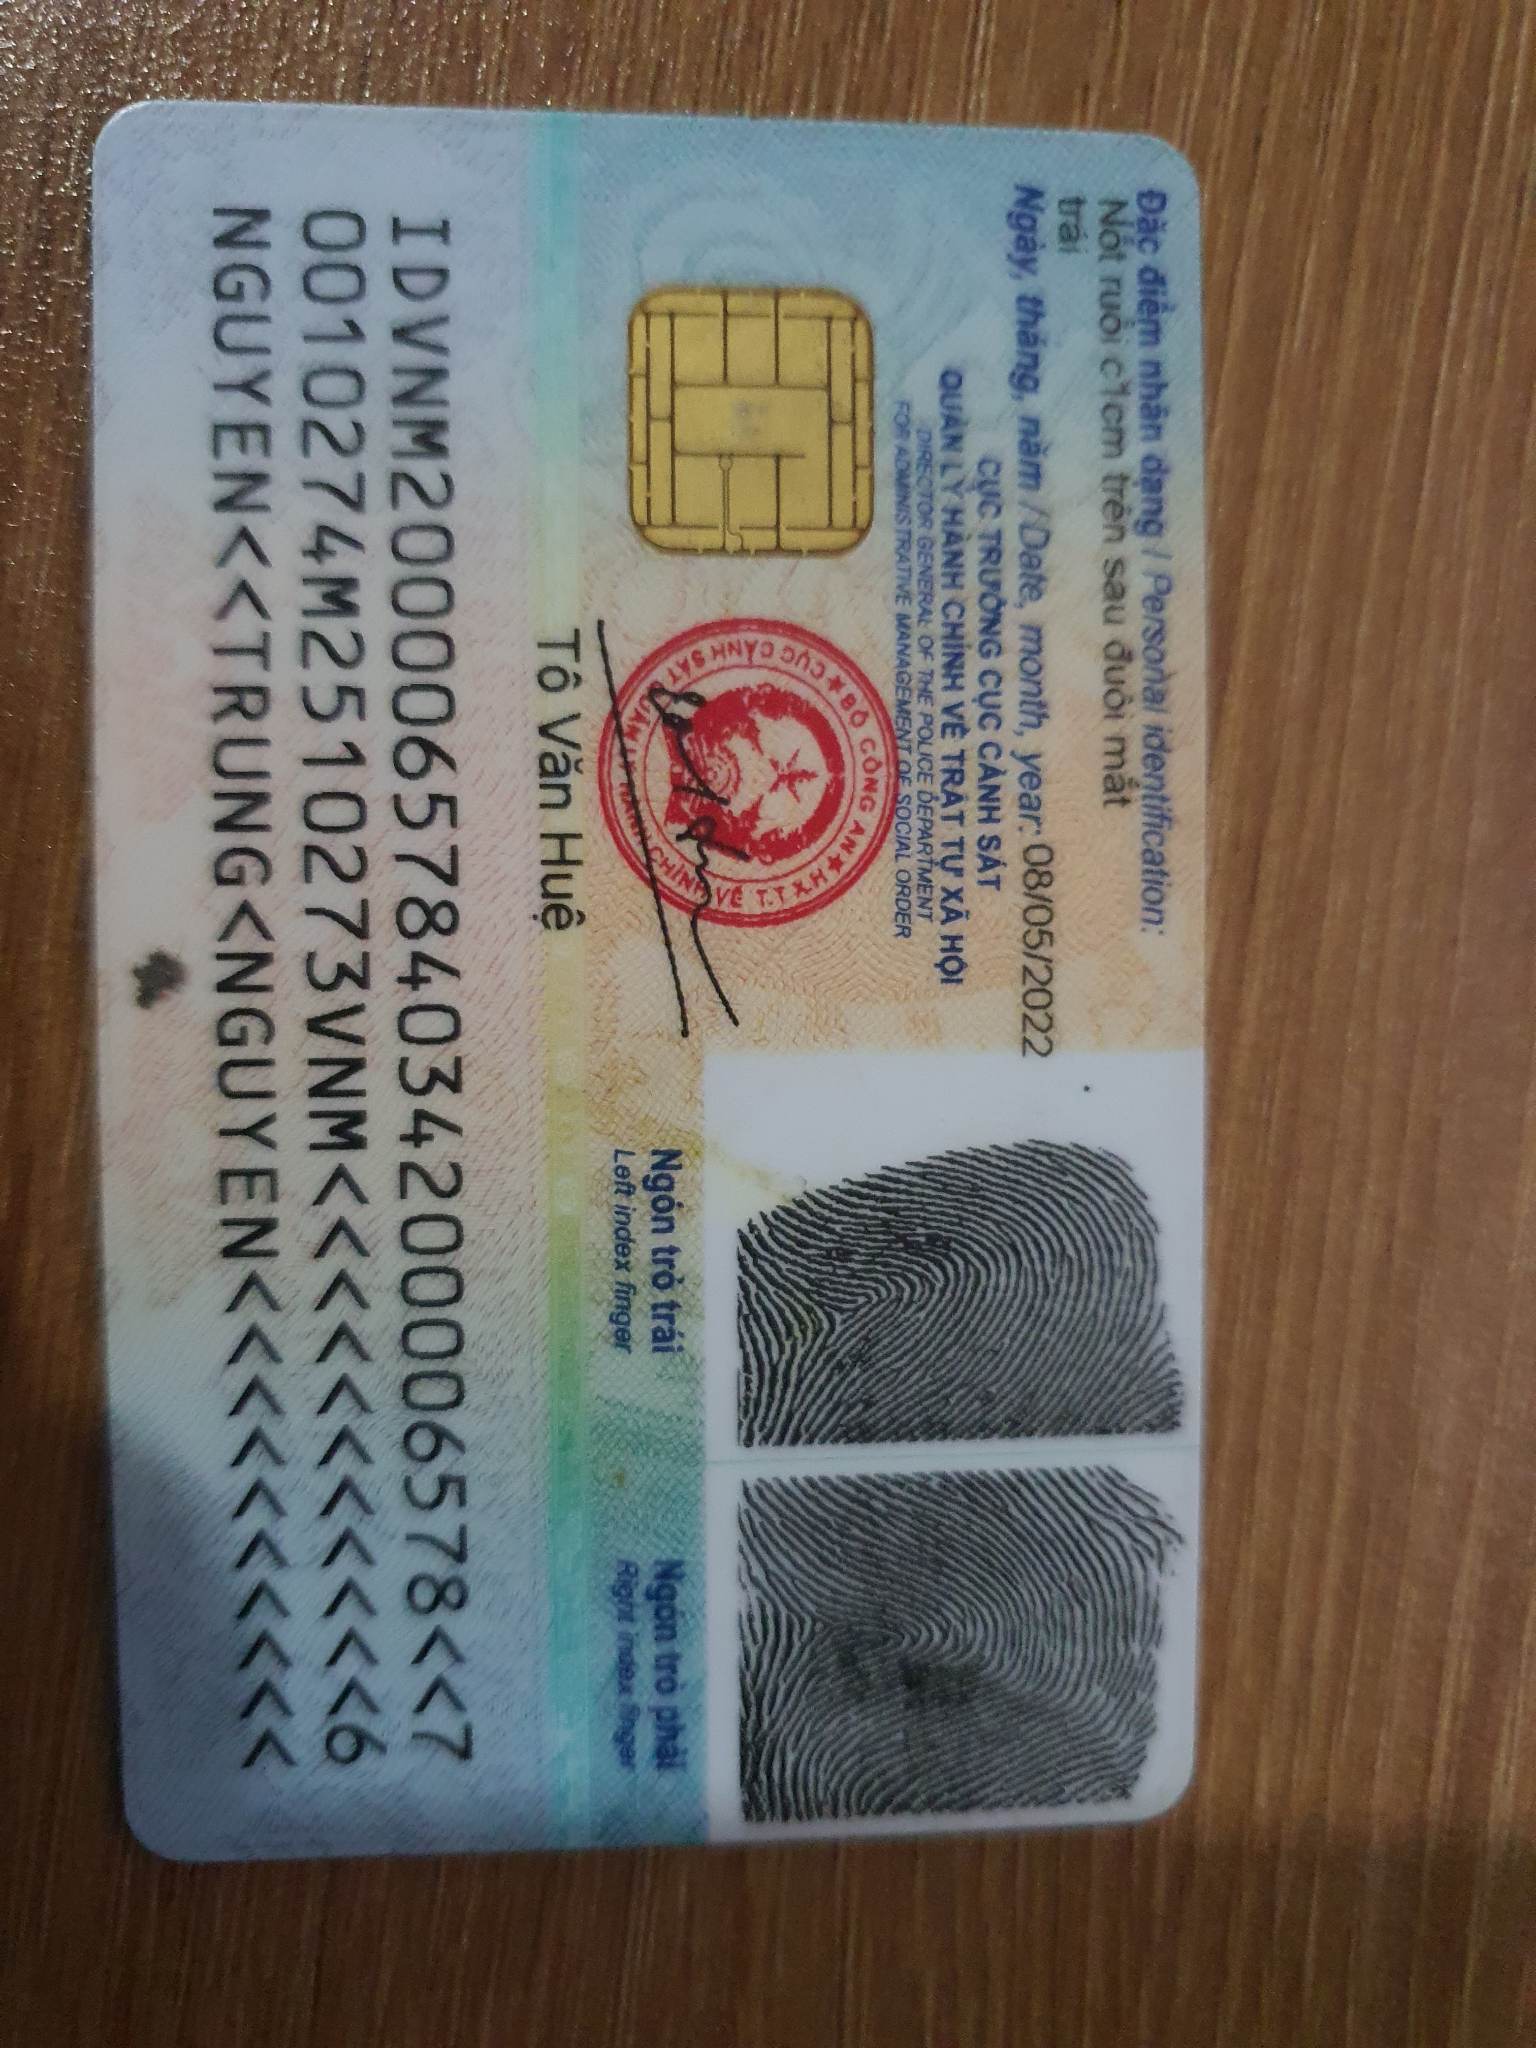 Đặc điểm nhân dạng / Personal identification:
Nốt ruồi c1cm trên sau đuôi mắt
trái
Ngày, tháng, năm / Date, month, year: 08/05/2022
CỤC TRƯỞNG CỤC CẢNH SÁT
QUẢN LÝ HÀNH CHÍNH VỀ TRẬT TỰ XÃ HỘI
DIRECTOR GENERAL OF THE POLICE DEPARTMENT
FOR ADMINISTRATIVE MANAGEMENT OF SOCIAL ORDER
BỘ CÔNG AN
CỤC CẢNH SÁT QUẢN LÝ HÀNH CHÍNH VỀ T.T.X.H
Tô Văn Huệ
Ngón trỏ trái
Left index finger
Ngón trỏ phải
Right index finger
IDVNM2000065784034200006578<<7
0010274M2510273VNM<<<<<<<<<<<6
NGUYEN<<TRUNG<NGUYEN<<<<<<<<<<